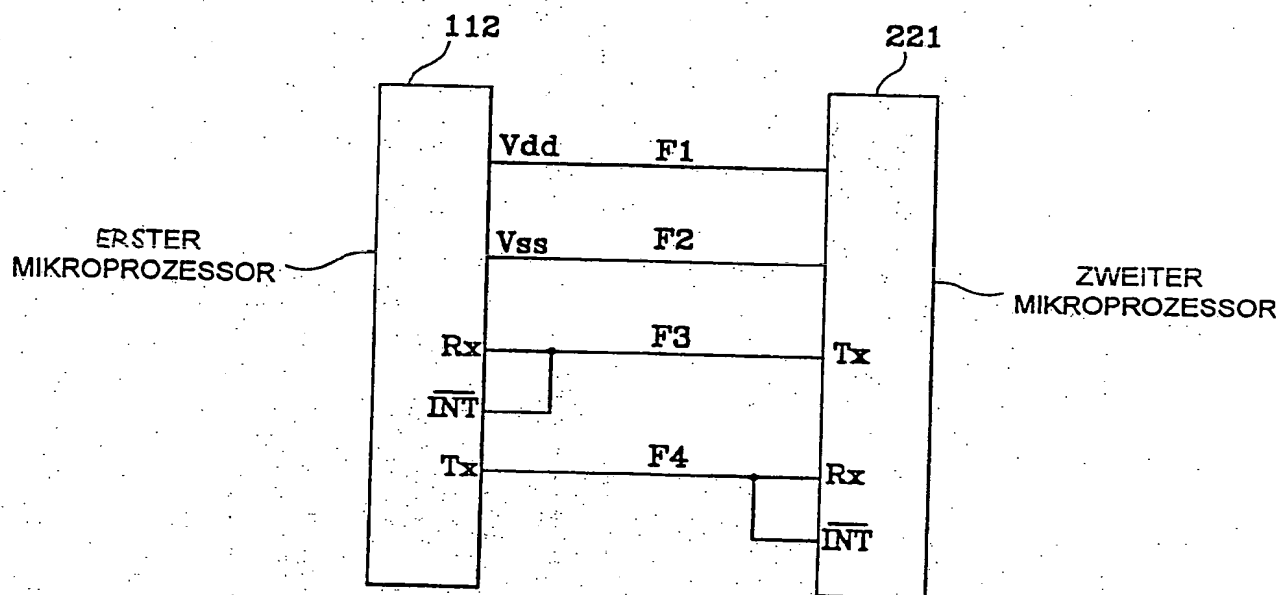 112
221
Vdd
F1
Vss
F2
ERSTER
MIKROPROZESSOR
ZWEITER
MIKROPROZESSOR
Rx
F3
Tx
INT
Tx
F4
Rx
INT